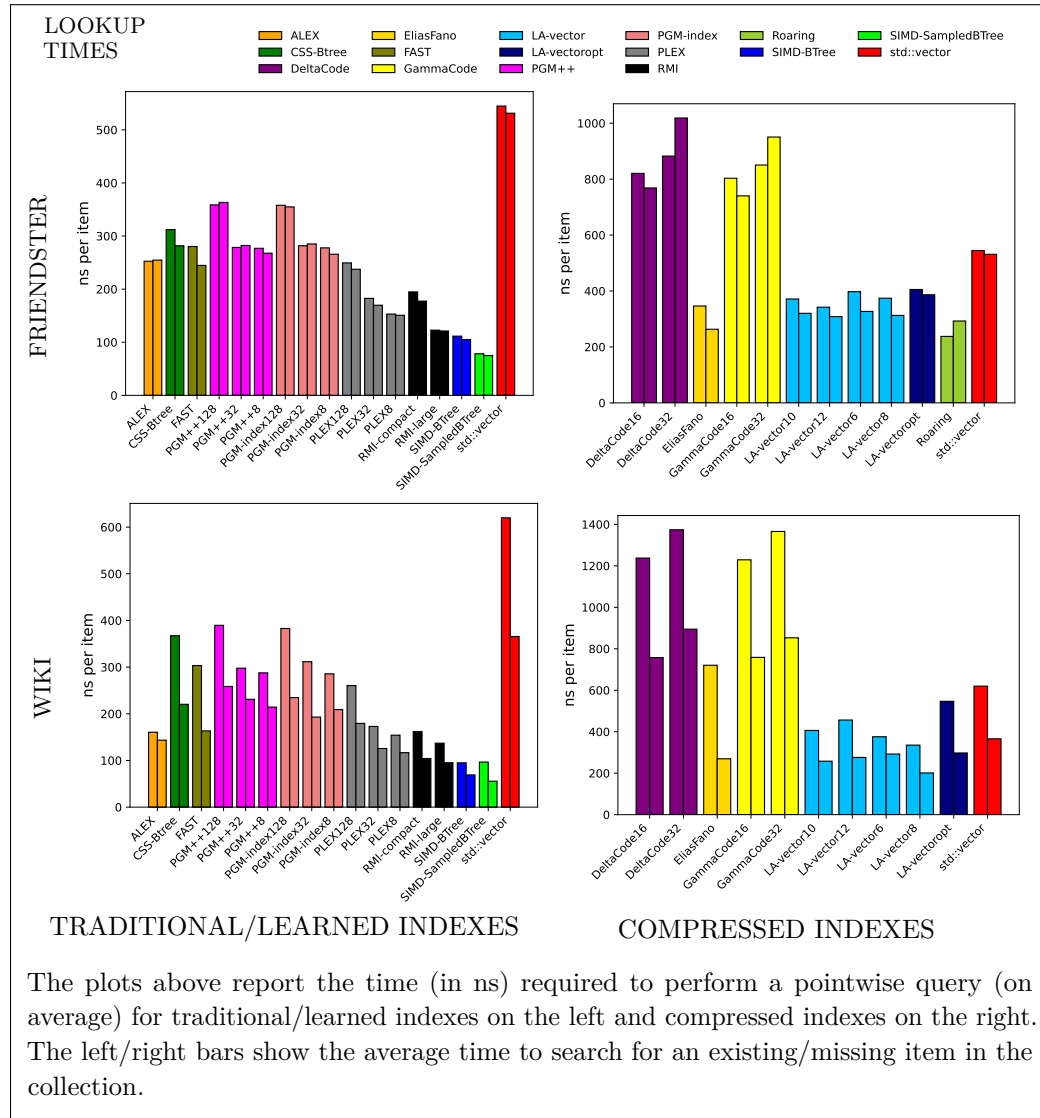 LOOKUP
TIMES
ALEX
CSS-Btree
DeltaCode
EliasFano
FAST
GammaCode
LA-vector
LA-vectoropt
PGM++
PGM-index
PLEX
RMI
Roaring
SIMD-BTree
SIMD-SampledBTree
std::vector
FRIENDSTER
ns per item
500
400
300
200
100
0
ALEX
CSS-Btree
FAST
PGM++128
PGM++32
PGM++8
PGM-index128
PGM-index32
PGM-index8
PLEX128
PLEX32
PLEX8
RMI-compact
RMI-large
SIMD-BTree
SIMD-SampledBTree
std::vector
ns per item
1000
800
600
400
200
0
DeltaCode16
DeltaCode32
EliasFano
GammaCode16
GammaCode32
LA-vector10
LA-vector12
LA-vector6
LA-vector8
LA-vectoropt
Roaring
std::vector
WIKI
ns per item
600
500
400
300
200
100
0
ALEX
CSS-Btree
FAST
PGM++128
PGM++32
PGM++8
PGM-index128
PGM-index32
PGM-index8
PLEX128
PLEX32
PLEX8
RMI-compact
RMI-large
SIMD-BTree
SIMD-SampledBTree
std::vector
ns per item
1400
1200
1000
800
600
400
200
0
DeltaCode16
DeltaCode32
EliasFano
GammaCode16
GammaCode32
LA-vector10
LA-vector12
LA-vector6
LA-vector8
LA-vectoropt
std::vector
TRADITIONAL/LEARNED INDEXES
COMPRESSED INDEXES
The plots above report the time (in ns) required to perform a pointwise query (on
average) for traditional/learned indexes on the left and compressed indexes on the right.
The left/right bars show the average time to search for an existing/missing item in the
collection.